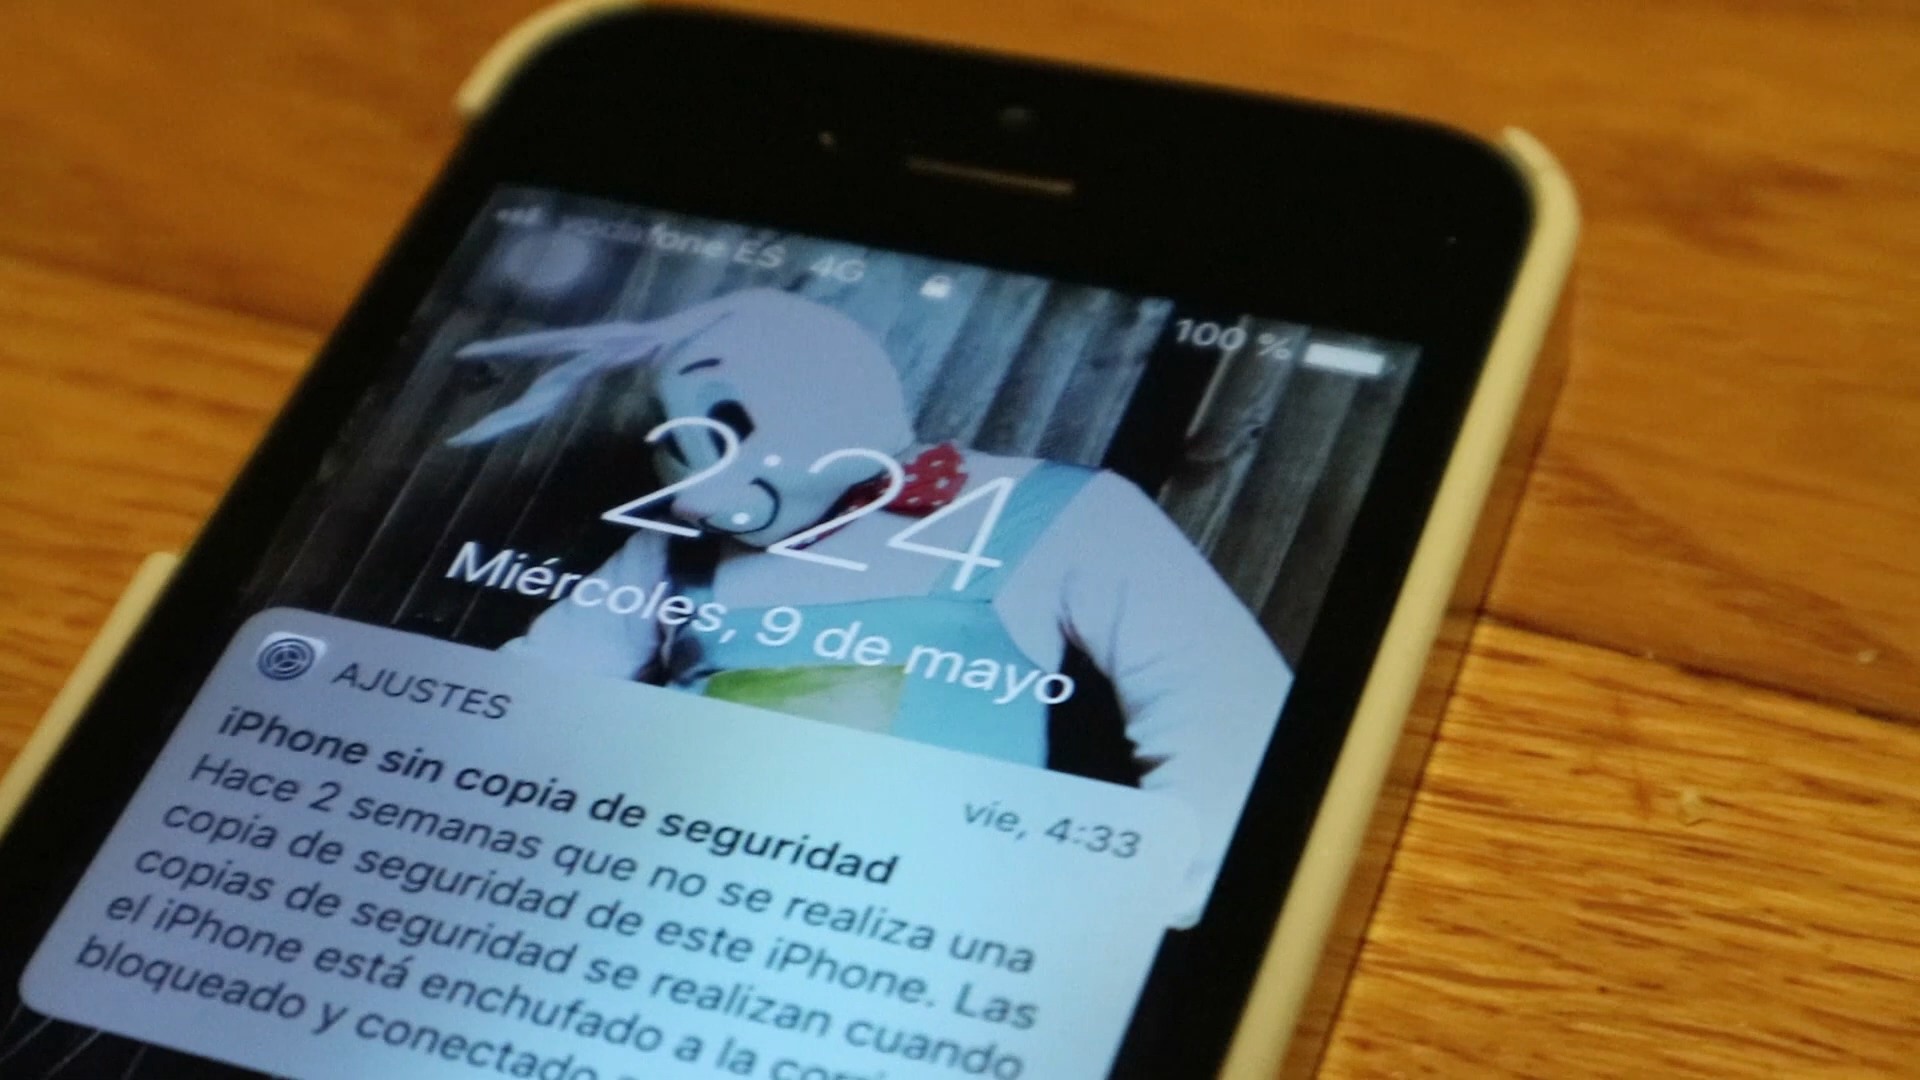 vodafone ES 4G 100 %
2:24
Miércoles, 9 de mayo
AJUSTES
vie, 4:33
iPhone sin copia de seguridad
Hace 2 semanas que no se realiza una
copia de seguridad de este iPhone. Las
copias de seguridad se realizan cuando
el iPhone está enchufado a la
bloqueado y conectado